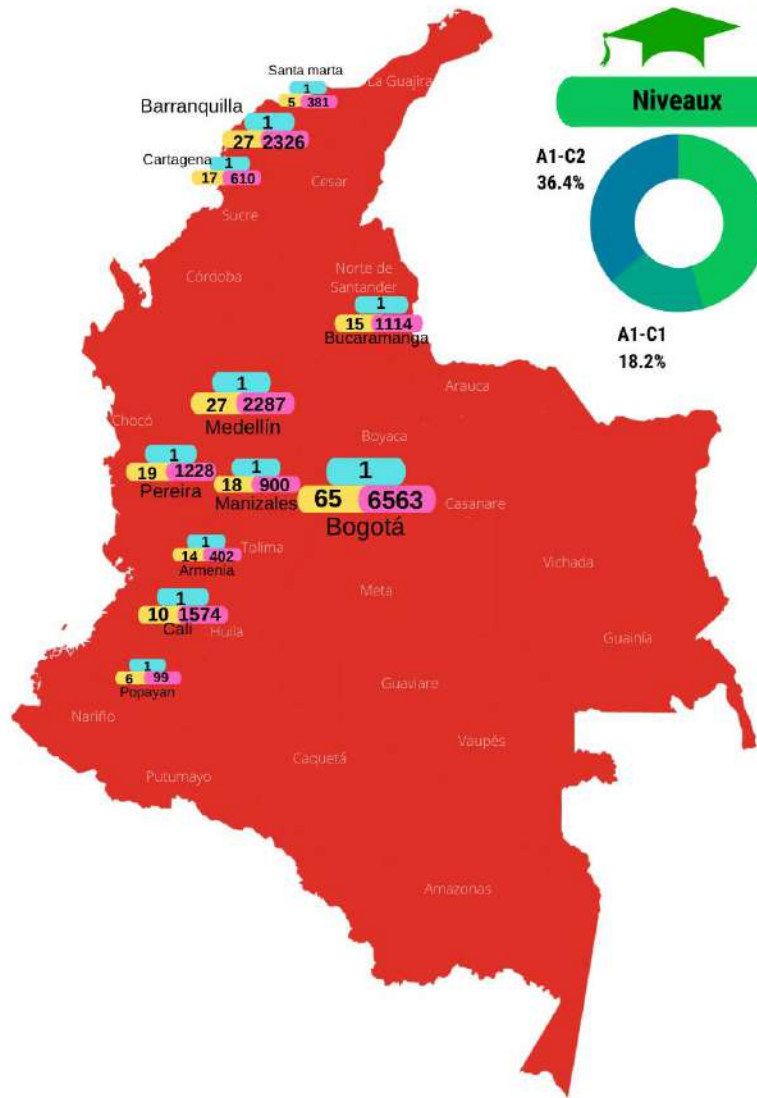 Santa marta
1
5 381
La Guajira
Barranquilla
1
27 2326
Cartagena
1
17 610
Cesar
Sucre
Córdoba
Norte de
Santander
1
15 1114
Bucaramanga
Arauca
1
27 2287
Medellín
Chocó
Boyaca
1
19 1228
Pereira
1
18 900
Manizales
1
65 6563
Bogotá
Casanare
1
14 402
Armenia
Tolima
Vichada
Meta
1
10 1574
Cali
Huila
Guainía
1
6 99
Popayan
Guaviare
Nariño
Vaupés
Caquetá
Putumayo
Amazonas
Niveaux
A1-C2
36.4%
A1-C1
18.2%